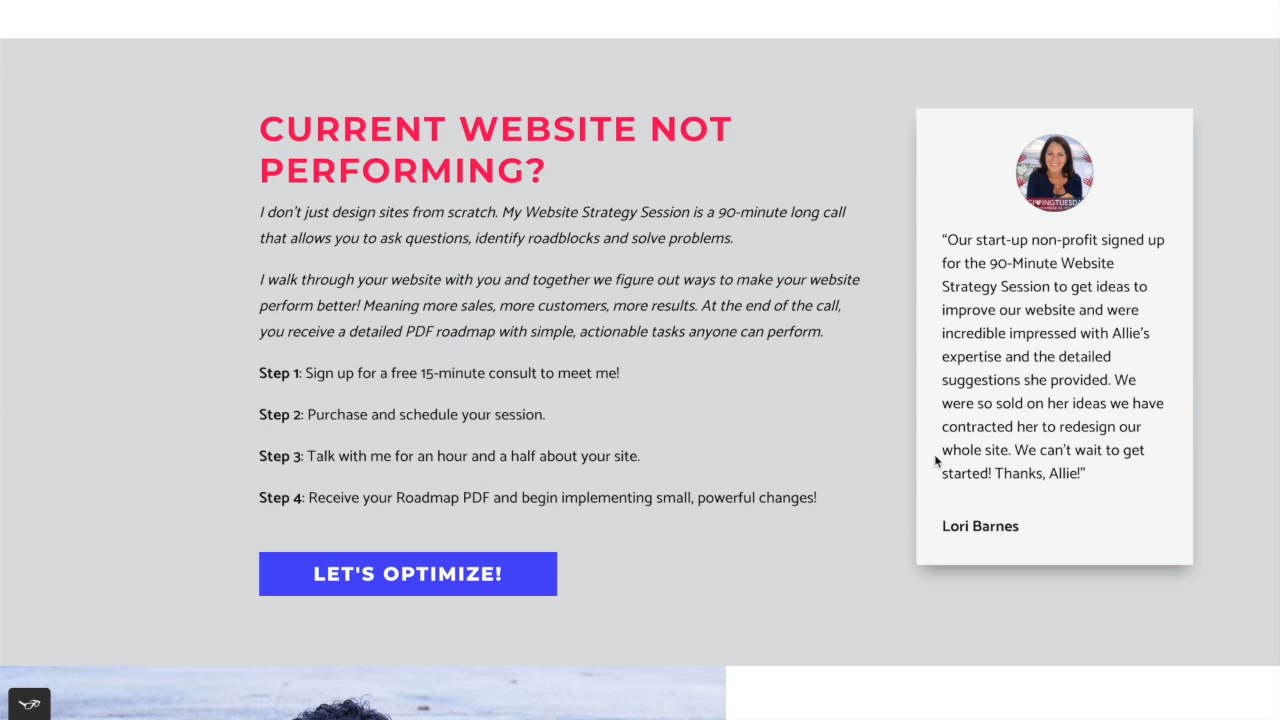 CURRENT WEBSITE NOT
PERFORMING?
I don't just design sites from scratch. My Website Strategy Session is a 90-minute long call
that allows you to ask questions, identify roadblocks and solve problems.
I walk through your website with you and together we figure out ways to make your website
perform better! Meaning more sales, more customers, more results. At the end of the call,
you receive a detailed PDF roadmap with simple, actionable tasks anyone can perform.
Step 1: Sign up for a free 15-minute consult to meet me!
Step 2: Purchase and schedule your session.
Step 3: Talk with me for an hour and a half about your site.
Step 4: Receive your Roadmap PDF and begin implementing small, powerful changes!
LET'S OPTIMIZE!
GIVINGTUESDA
“Our start-up non-profit signed up
for the 90-Minute Website
Strategy Session to get ideas to
improve our website and were
incredible impressed with Allie's
expertise and the detailed
suggestions she provided. We
were so sold on her ideas we have
contracted her to redesign our
whole site. We can't wait to get
started! Thanks, Allie!”
Lori Barnes